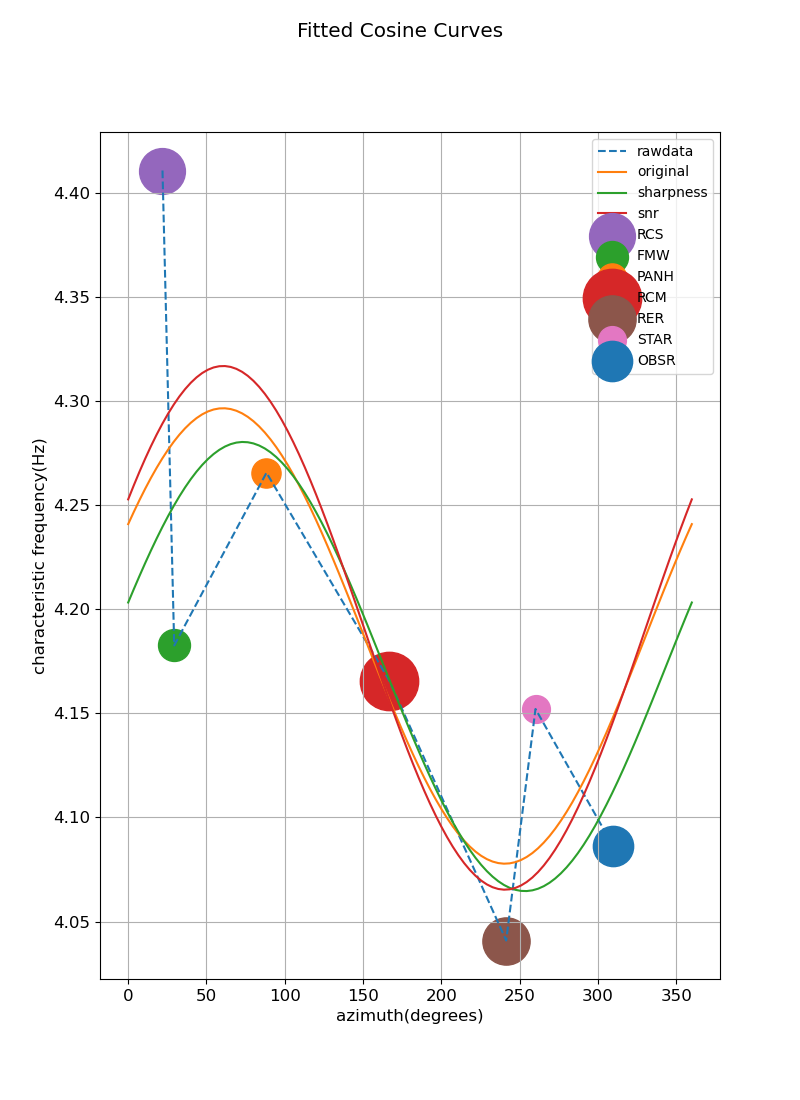 Fitted Cosine Curves
rawdata
original
sharpness
snr
RCS
FMW
PANH
RCM
RER
STAR
OBSR
characteristic frequency(Hz)
4.40
4.35
4.30
4.25
4.20
4.15
4.10
4.05
0 50 100 150 200 250 300 350
azimuth(degrees)